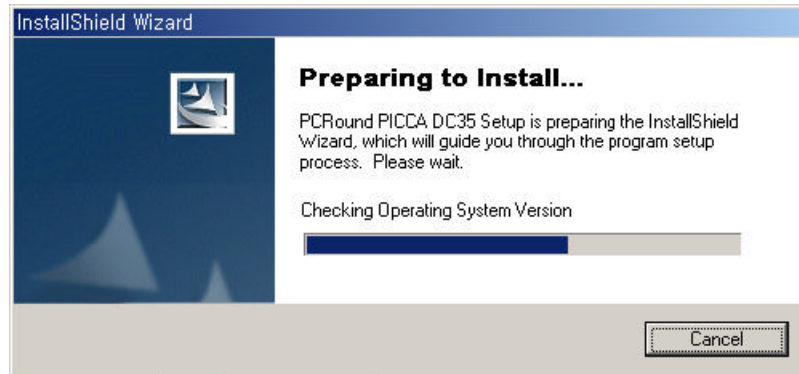 InstallShield Wizard
Preparing to Install...
PCRound PICCA DC35 Setup is preparing the InstallShield
Wizard, which will guide you through the program setup
process. Please wait.
Checking Operating System Version
Cancel